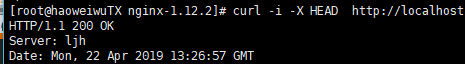 [root@haoweiwuTX nginx-1.12.2]# curl -i -X HEAD  http://localhost
HTTP/1.1 200 OK
Server: ljh
Date: Mon, 22 Apr 2019 13:26:57 GMT